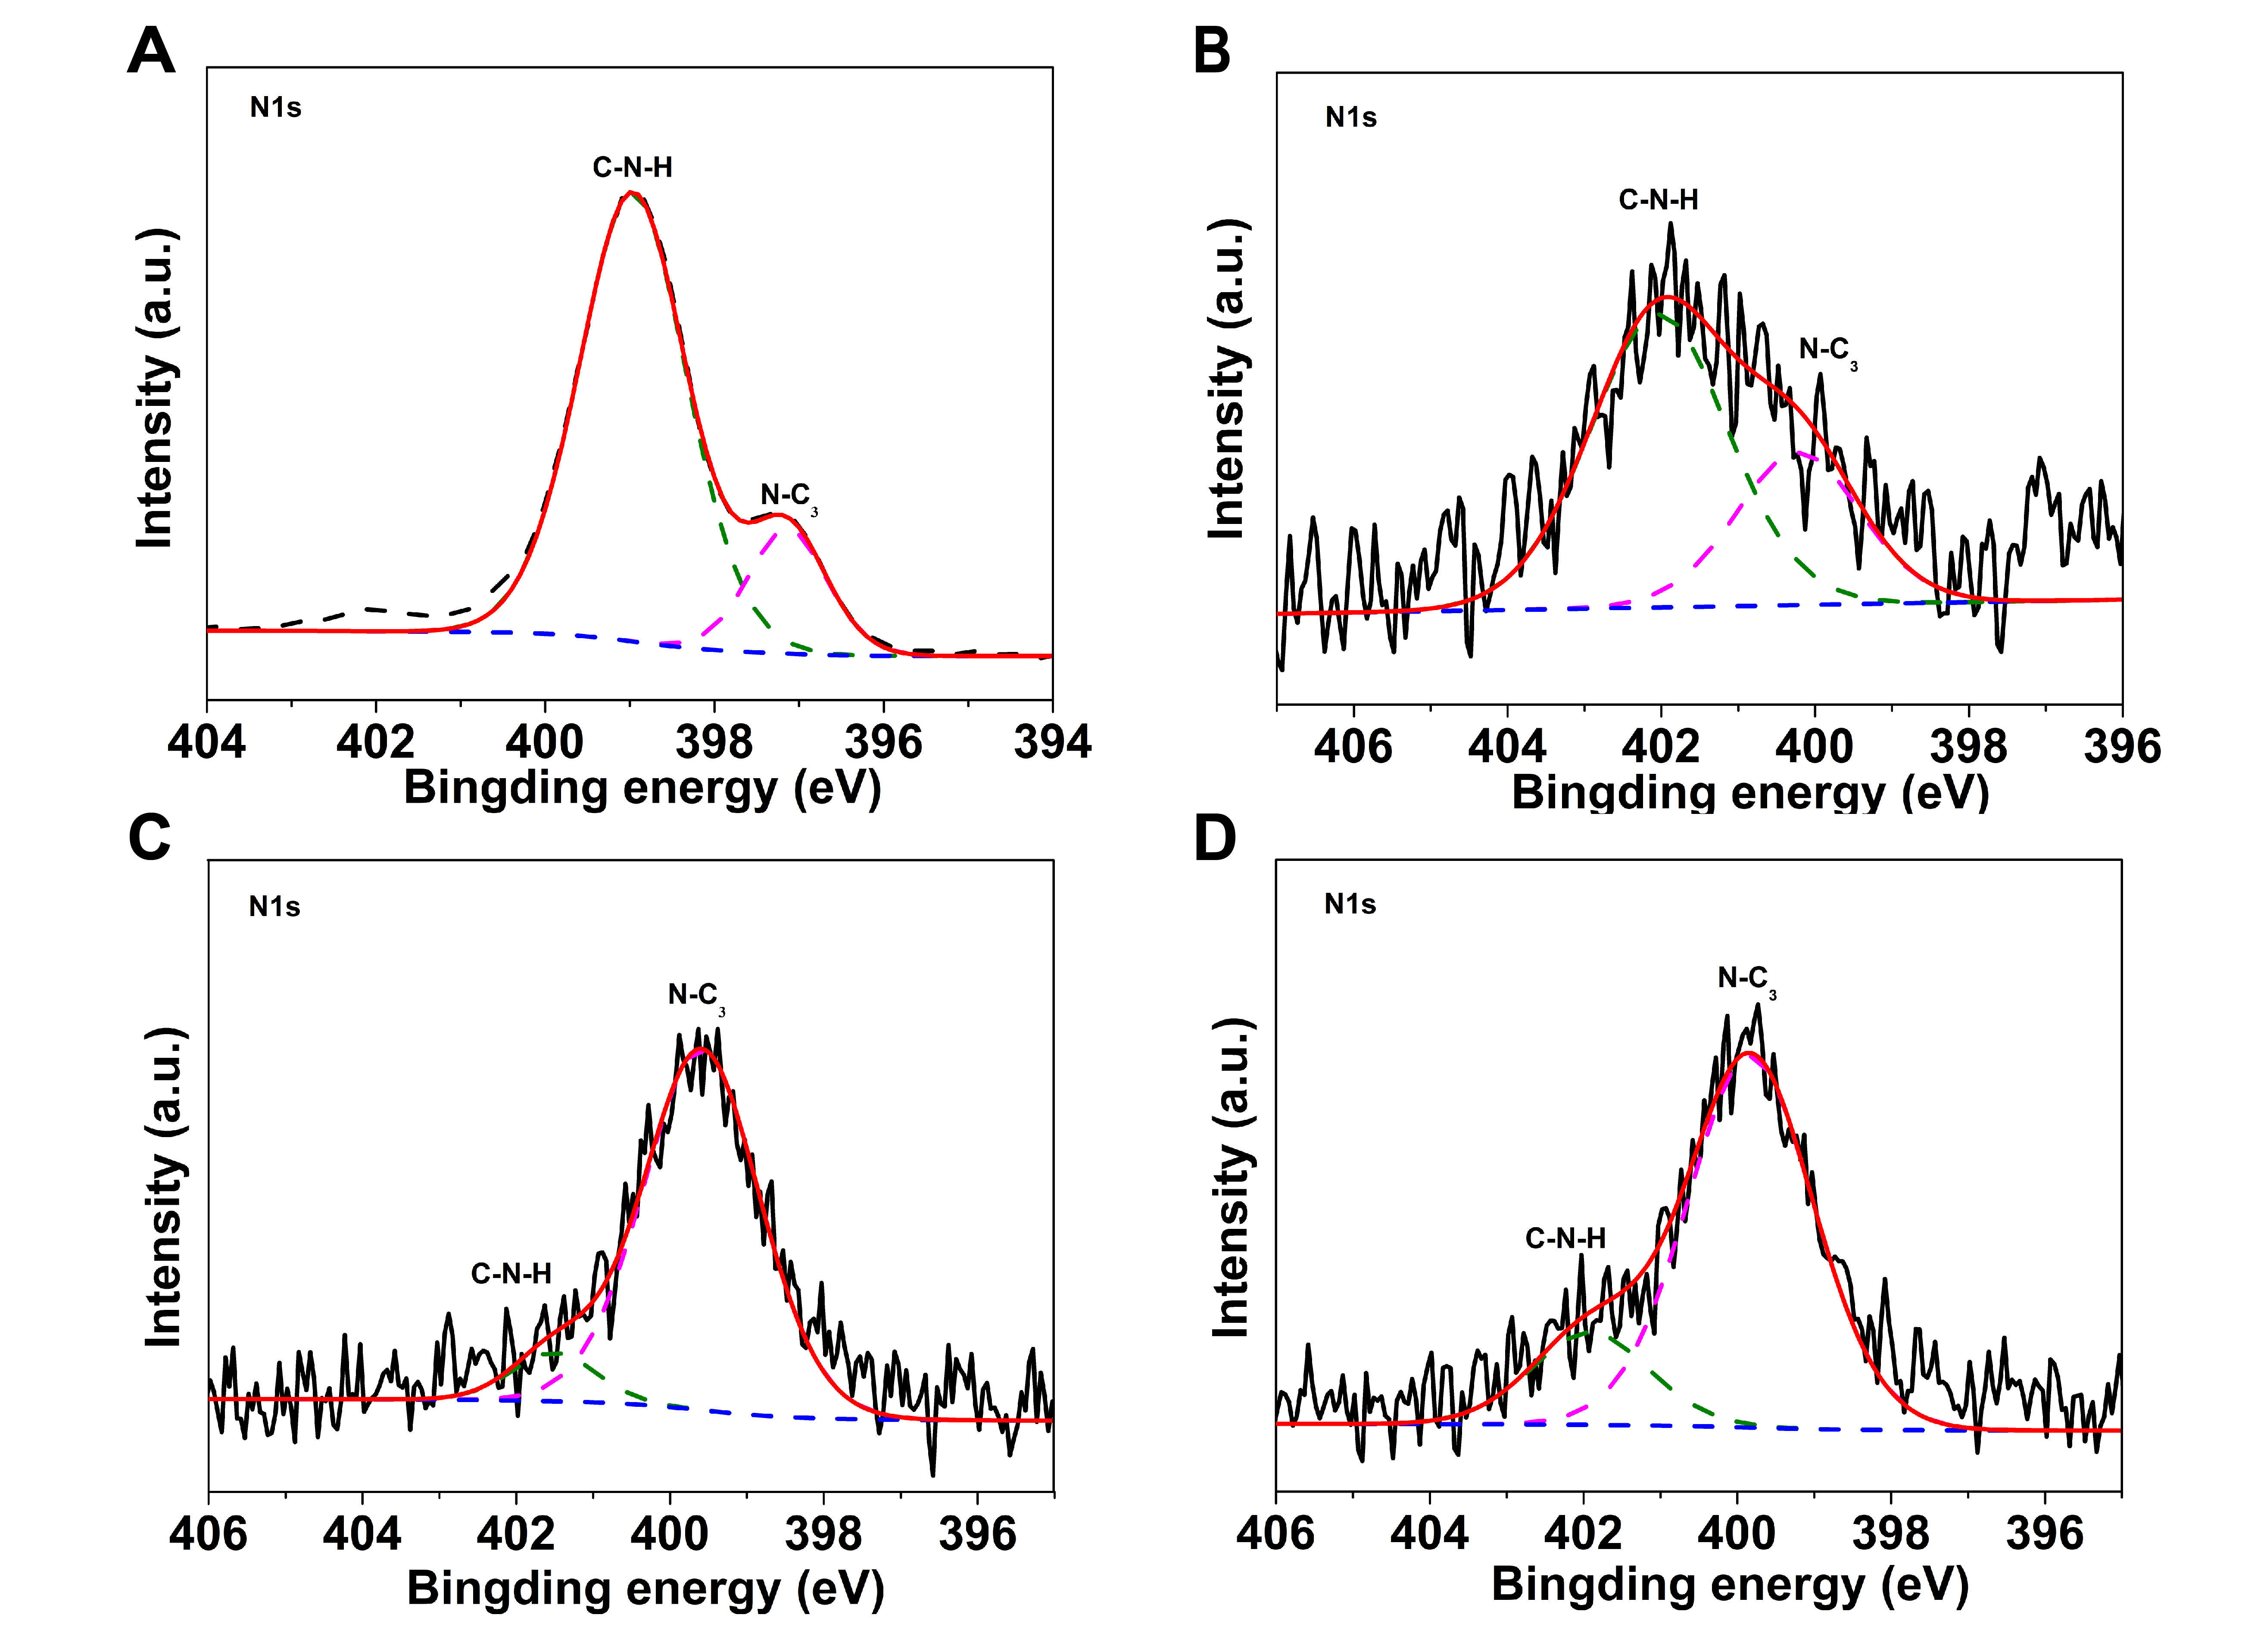 A
N1s
C-N-H
N-C3
Intensity (a.u.)
404 402 400 398 396 394
Bingding energy (eV)
B
N1s
C-N-H
N-C3
Intensity (a.u.)
406 404 402 400 398 396
Bingding energy (eV)
C
N1s
N-C3
C-N-H
Intensity (a.u.)
406 404 402 400 398 396
Bingding energy (eV)
D
N1s
N-C3
C-N-H
Intensity (a.u.)
406 404 402 400 398 396
Bingding energy (eV)